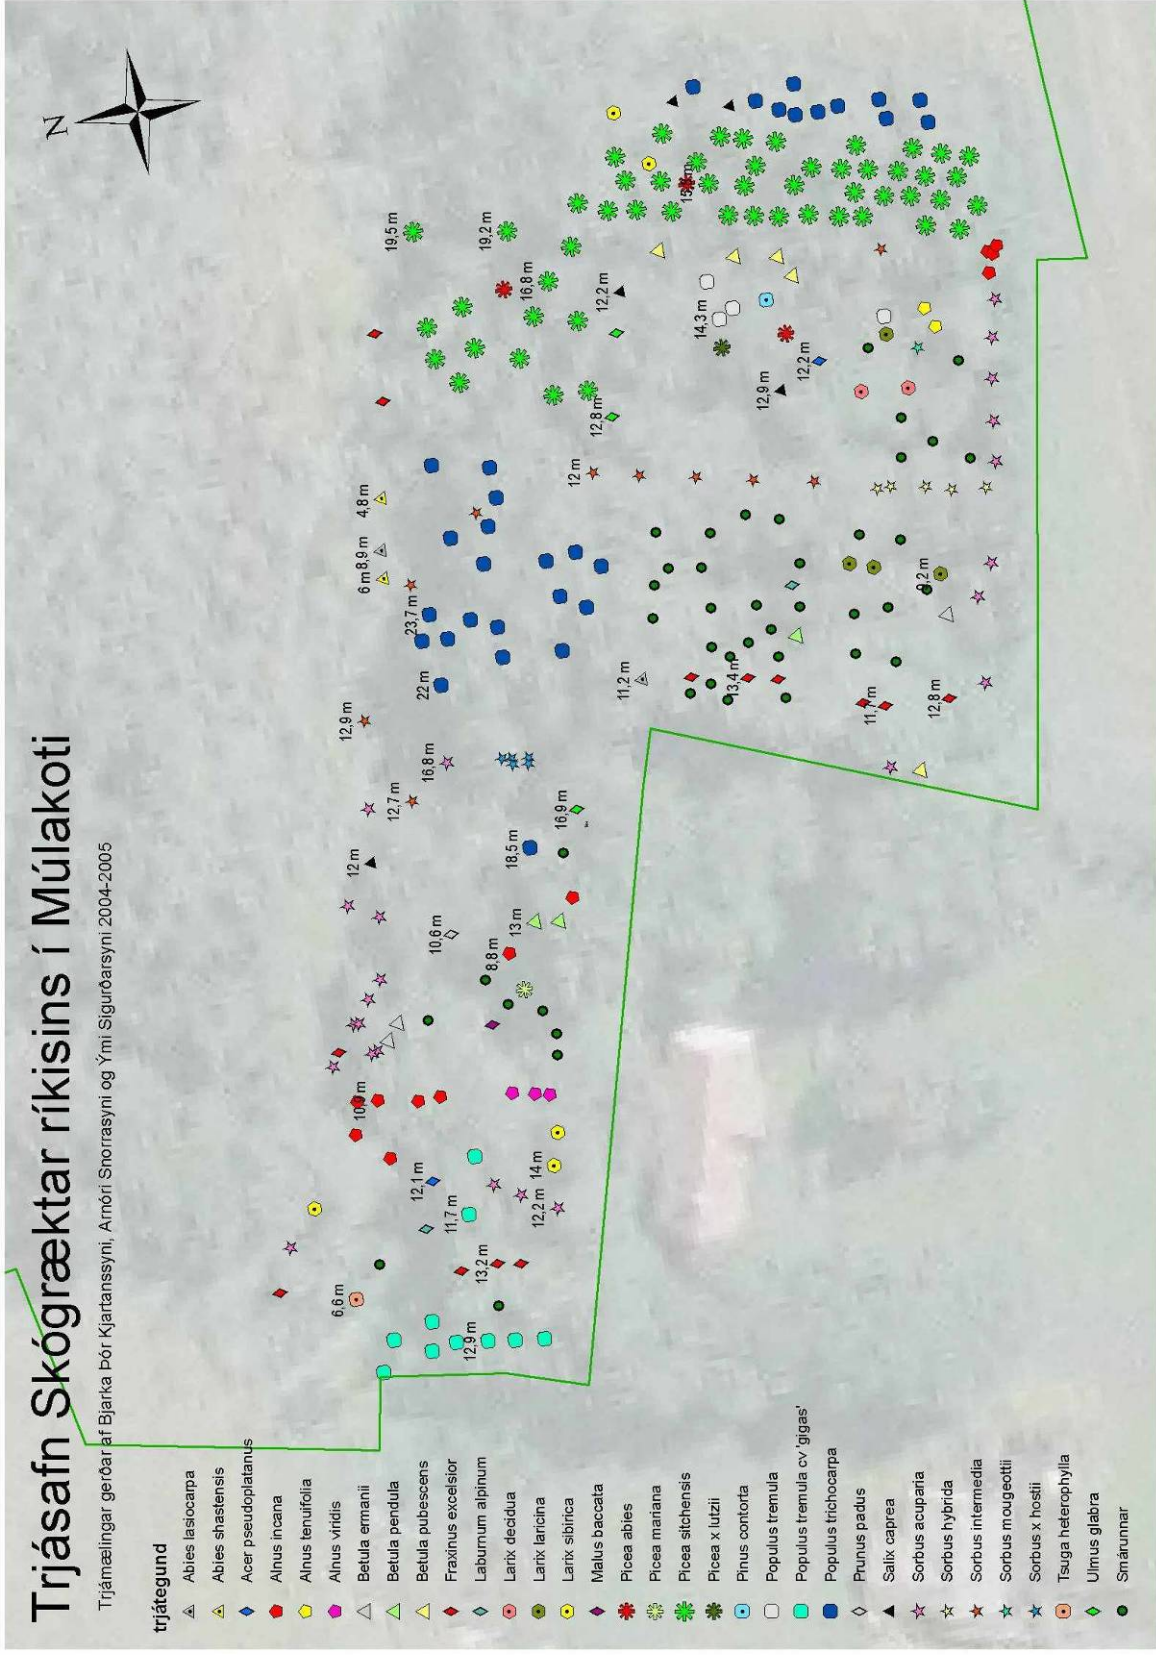 Trjásafn Skógræktar ríkisins í Múlakoti
Trjámælingar gerðar af Bjarka Þór Kjartanssyni, Arnóri Snorrasyni og Ými Sigurðarsyni 2004-2005
N
trjátegund
Abies lasiocarpa
Abies shastensis
Acer pseudoplatanus
Alnus incana
Alnus tenuifolia
Alnus viridis
Betula ermanii
Betula pendula
Betula pubescens
Fraxinus excelsior
Laburnum alpinum
Larix decidua
Larix laricina
Larix sibirica
Malus baccata
Picea abies
Picea mariana
Picea sitchensis
Picea x lutzii
Pinus contorta
Populus tremula
Populus tremula cv 'gigas'
Populus trichocarpa
Prunus padus
Salix caprea
Sorbus acuparia
Sorbus hybrida
Sorbus intermedia
Sorbus mougeottii
Sorbus x hostii
Tsuga heterophylla
Ulmus glabra
Smárunnar
6,6 m
12,9 m
12 m
6 m 8,9 m 4,8 m
12,7 m
19,5 m
23,7 m
12,1 m
22 m
16,8 m
10,6 m
11,7 m
12,9 m
13,2 m
19,2 m
8,8 m
18,5 m
13 m
16,8 m
14 m
12,2 m
16,9 m
12 m
12,8 m
12,2 m
11,2 m
14,3 m
13,4 m
12,9 m
12,2 m
11,7 m
9,2 m
12,8 m